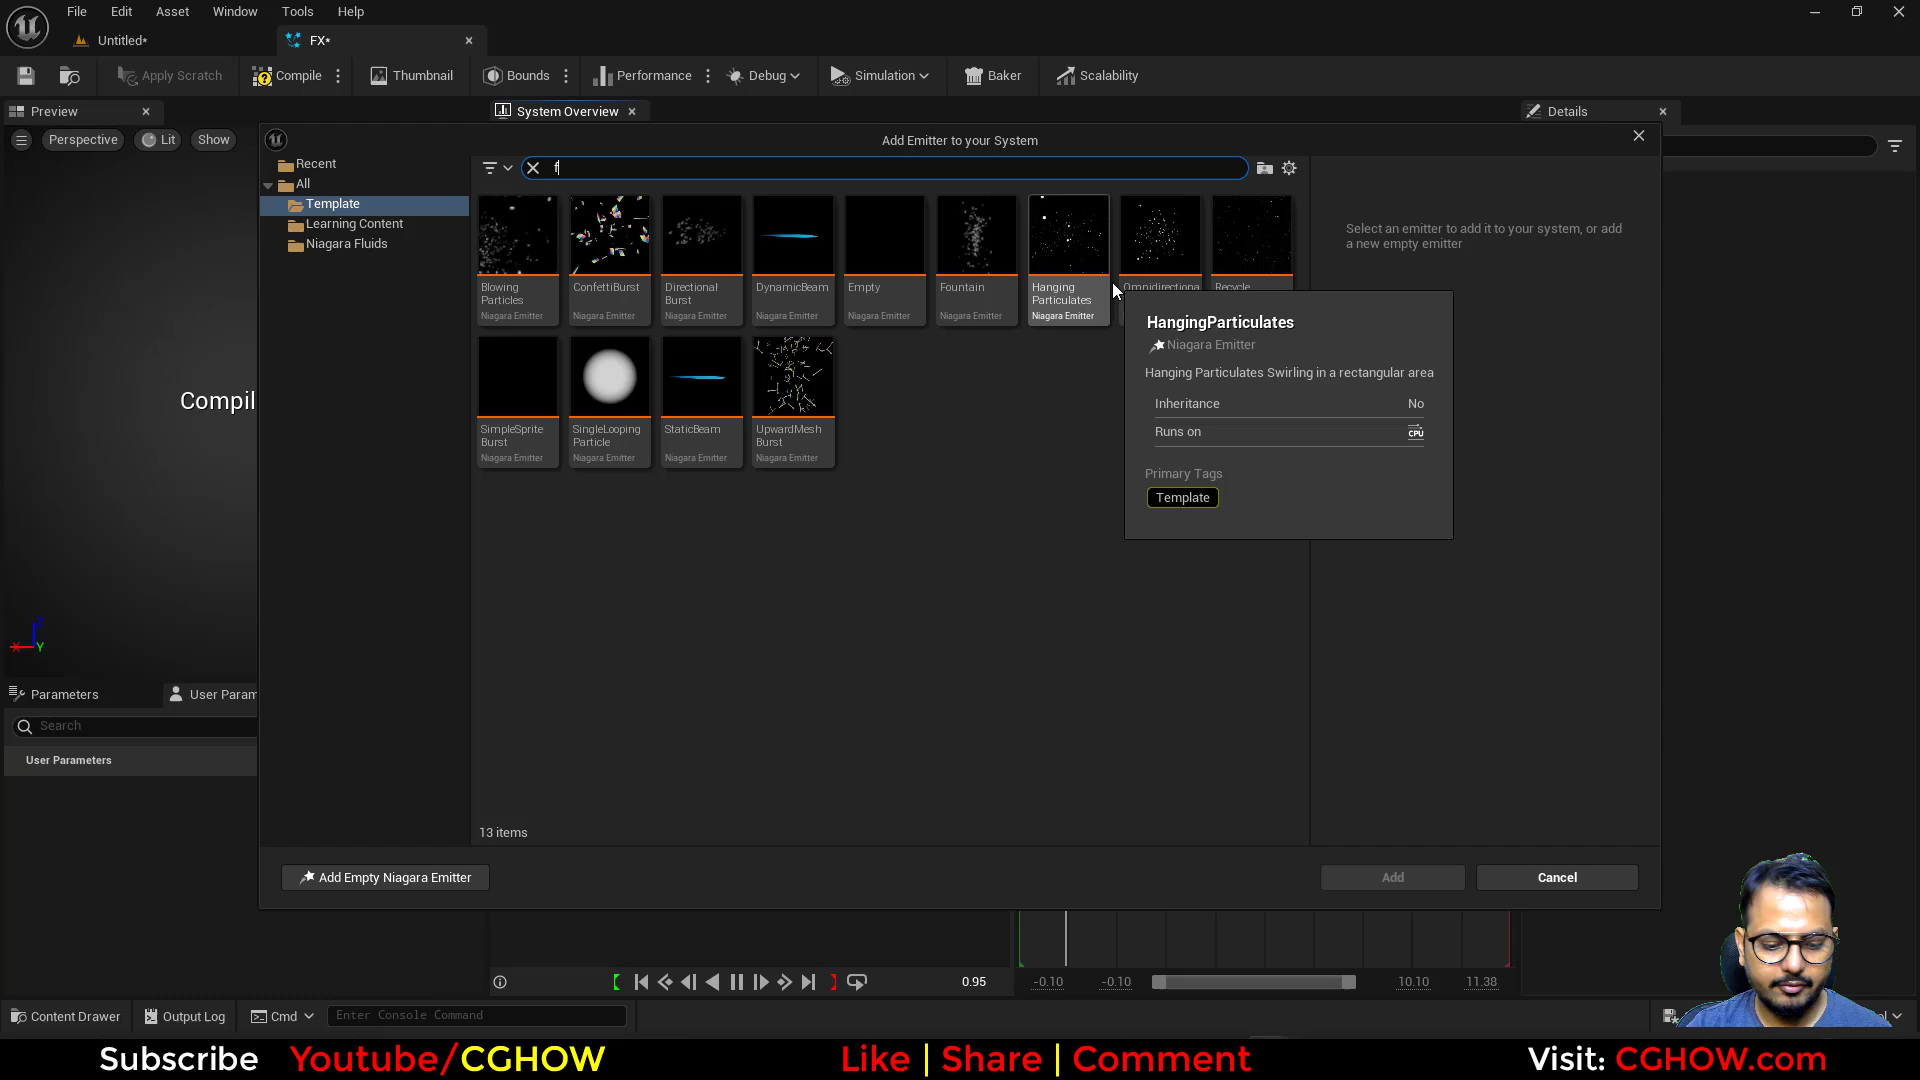 File Edit Asset Window Tools Help
Untitled* FX*
Apply Scratch Compile Thumbnail Bounds Performance Debug Simulation Baker Scalability
Preview System Overview Details
Perspective Lit Show
Add Emitter to your System
Recent
All
Template
Learning Content
Niagara Fluids
f
Blowing
Particles
Niagara Emitter
ConfettiBurst
Niagara Emitter
Directional
Burst
Niagara Emitter
DynamicBeam
Niagara Emitter
Empty
Niagara Emitter
Fountain
Niagara Emitter
Hanging
Particulates
Niagara Emitter
Omnidirectiona
Recycle
SimpleSprite
Burst
Niagara Emitter
SingleLooping
Particle
Niagara Emitter
StaticBeam
Niagara Emitter
UpwardMesh
Burst
Niagara Emitter
HangingParticulates
Niagara Emitter
Hanging Particulates Swirling in a rectangular area
Inheritance No
Runs on CPU
Primary Tags
Template
Select an emitter to add it to your system, or add
a new empty emitter
13 items
Add Empty Niagara Emitter Add Cancel
Compil
X Z Y
Parameters User Param
Search
User Parameters
0.95 -0.10 -0.10 10.10 11.38
Content Drawer Output Log Cmd Enter Console Command
Subscribe Youtube/CGHOW Like | Share | Comment Visit: CGHOW.com